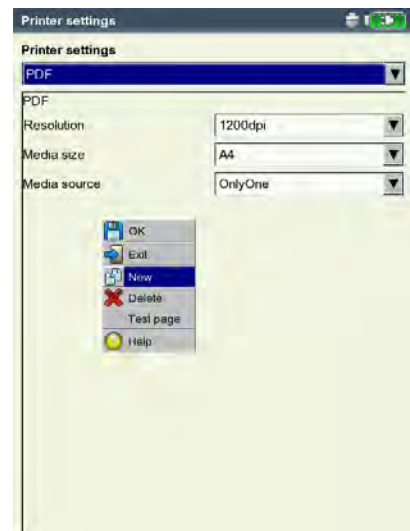 Printer settings
Printer settings
PDF
PDF
Resolution 1200dpi
Media size A4
Media source OnlyOne
OK
Exit
New
Delete
Test page
Help